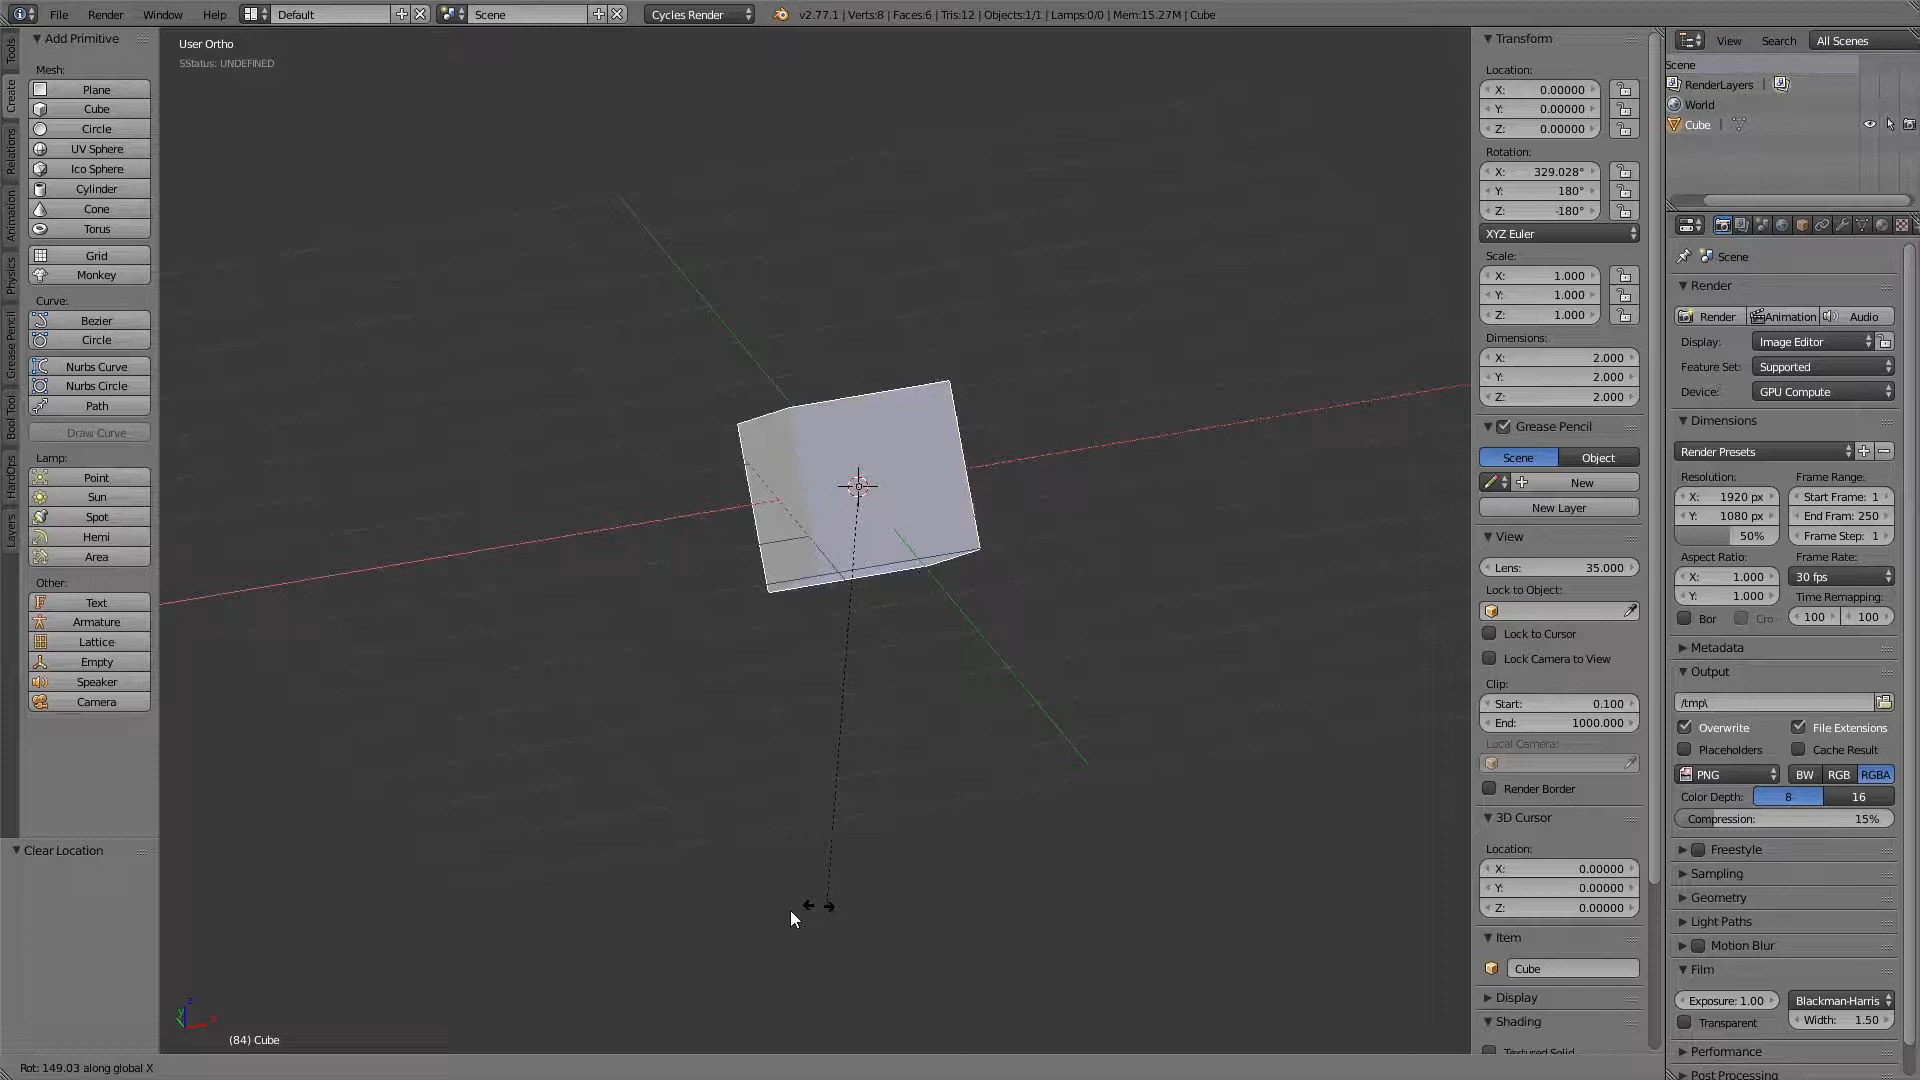 File Render Window Help Default Scene Cycles Render v2.77.1 | Verts:8 | Faces:6 | Tris:12 | Objects:1/1 | Lamps:0/0 | Mem:15.27M | Cube
Tools
Create
Relations
Animation
Physics
Grease Pencil
Bool Tool
HardOps
Layers
Add Primitive
Mesh:
Plane
Cube
Circle
UV Sphere
Ico Sphere
Cylinder
Cone
Torus
Grid
Monkey
Curve:
Bezier
Circle
Nurbs Curve
Nurbs Circle
Path
Draw Curve
Lamp:
Point
Sun
Spot
Hemi
Area
Other:
Text
Armature
Lattice
Empty
Speaker
Camera
Clear Location
User Ortho
SStatus: UNDEFINED
(84) Cube
Rot: 149.03 along global X
Transform
Location:
X: 0.00000
Y: 0.00000
Z: 0.00000
Rotation:
X: 329.028°
Y: 180°
Z: -180°
XYZ Euler
Scale:
X: 1.000
Y: 1.000
Z: 1.000
Dimensions:
X: 2.000
Y: 2.000
Z: 2.000
Grease Pencil
Scene Object
New
New Layer
View
Lens: 35.000
Lock to Object:
Lock to Cursor
Lock Camera to View
Clip:
Start: 0.100
End: 1000.000
Local Camera:
Render Border
3D Cursor
Location:
X: 0.00000
Y: 0.00000
Z: 0.00000
Item
Cube
Display
Shading
Textured Solid
View Search All Scenes
Scene
RenderLayers |
World
Cube |
Scene
Render
Render Animation Audio
Display: Image Editor
Feature Set: Supported
Device: GPU Compute
Dimensions
Render Presets
Resolution: Frame Range:
X: 1920 px Start Frame: 1
Y: 1080 px End Fram: 250
50% Frame Step: 1
Aspect Ratio: Frame Rate:
X: 1.000 30 fps
Y: 1.000 Time Remapping:
Bor Cro 100 100
Metadata
Output
/tmp\
Overwrite File Extensions
Placeholders Cache Result
PNG BW RGB RGBA
Color Depth: 8 16
Compression: 15%
Freestyle
Sampling
Geometry
Light Paths
Motion Blur
Film
Exposure: 1.00 Blackman-Harris
Transparent Width: 1.50
Performance
Post Processing